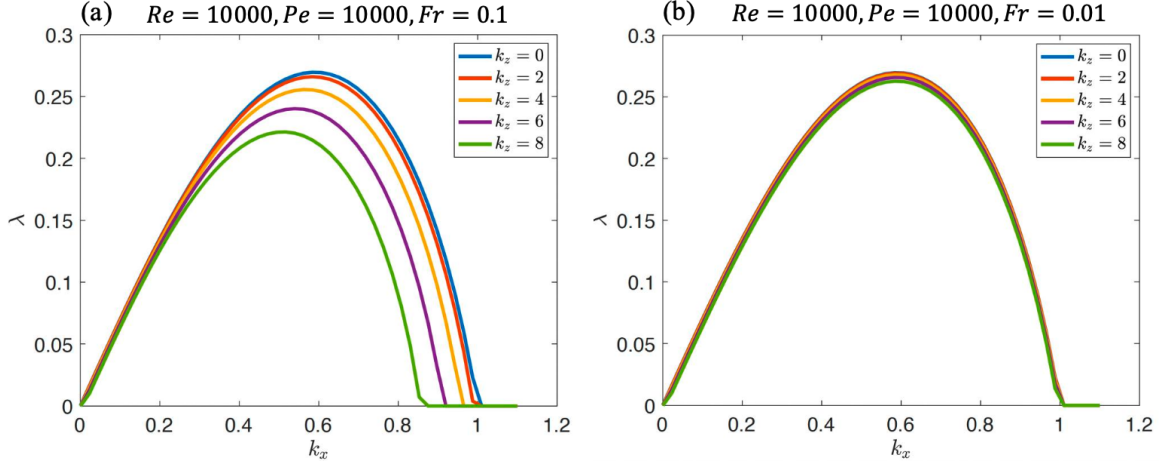 (a) Re = 10000, Pe = 10000, Fr = 0.1
0.3
0.25
0.2
0.15
0.1
0.05
0
λ
k_z = 0
k_z = 2
k_z = 4
k_z = 6
k_z = 8
0 0.2 0.4 0.6 0.8 1 1.2
k_x
(b) Re = 10000, Pe = 10000, Fr = 0.01
0.3
0.25
0.2
0.15
0.1
0.05
0
λ
k_z = 0
k_z = 2
k_z = 4
k_z = 6
k_z = 8
0 0.2 0.4 0.6 0.8 1 1.2
k_x